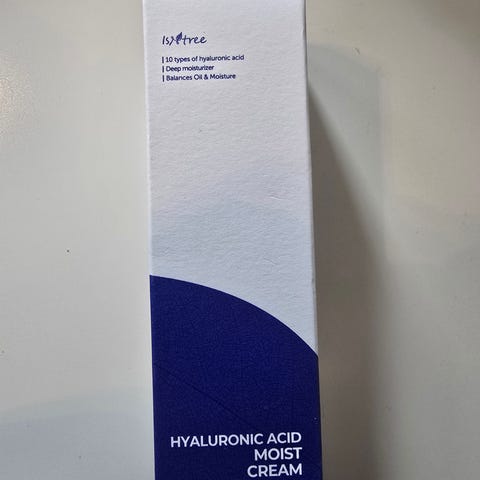 Isntree
| 10 types of hyaluronic acid
| Deep moisturizer
| Balances Oil & Moisture
HYALURONIC ACID
MOIST
CREAM